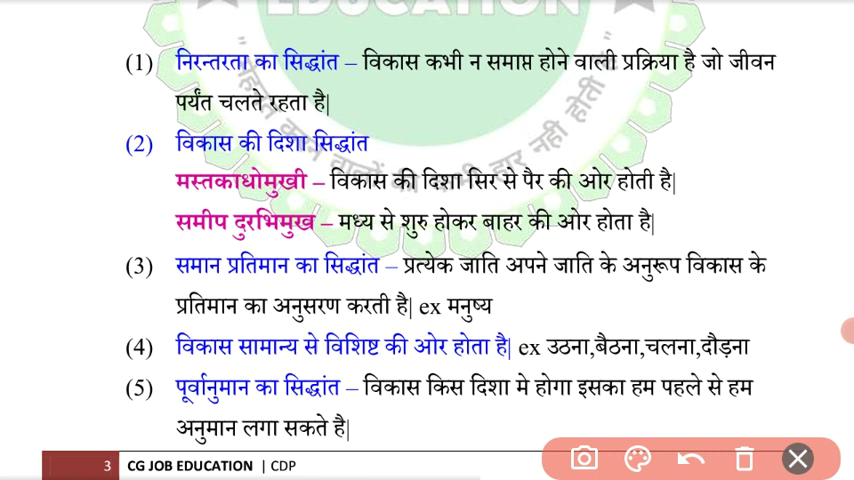 EDUCATION
(1) निरन्तरता का सिद्धांत – विकास कभी न समाप्त होने वाली प्रक्रिया है जो जीवन
पर्यंत चलते रहता है|
(2) विकास की दिशा सिद्धांत
मस्तकाधोमुखी – विकास की दिशा सिर से पैर की ओर होती है|
समीप दुरभिमुख – मध्य से शुरु होकर बाहर की ओर होता है|
(3) समान प्रतिमान का सिद्धांत – प्रत्येक जाति अपने जाति के अनुरूप विकास के
प्रतिमान का अनुसरण करती है| ex मनुष्य
(4) विकास सामान्य से विशिष्ट की ओर होता है| ex उठना,बैठना,चलना,दौड़ना
(5) पूर्वानुमान का सिद्धांत – विकास किस दिशा मे होगा इसका हम पहले से हम
अनुमान लगा सकते है|
3 CG JOB EDUCATION | CDP